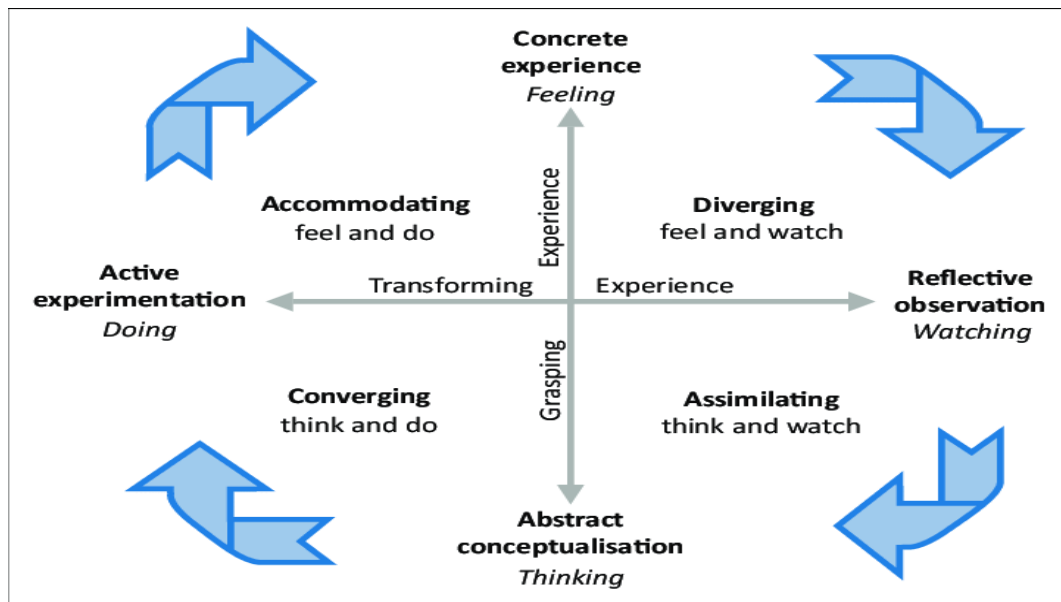 Concrete
experience
Feeling
Accommodating
feel and do
Diverging
feel and watch
Experience
Active
experimentation
Doing
Transforming
Experience
Reflective
observation
Watching
Grasping
Converging
think and do
Assimilating
think and watch
Abstract
conceptualisation
Thinking